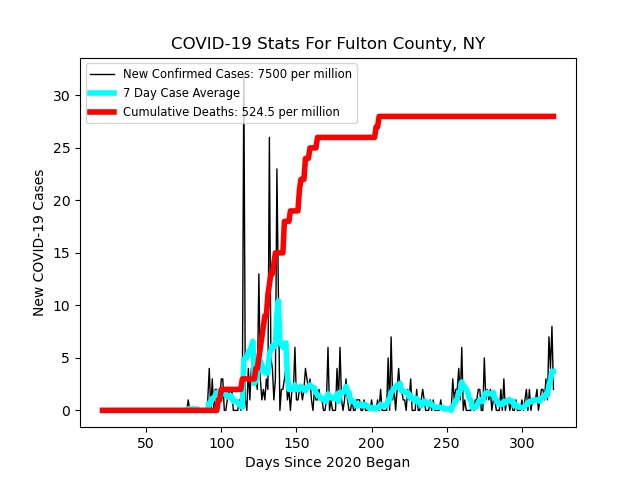 COVID-19 Stats For Fulton County, NY
New Confirmed Cases: 7500 per million
7 Day Case Average
Cumulative Deaths: 524.5 per million
New COVID-19 Cases
30
25
20
15
10
5
0
50 100 150 200 250 300
Days Since 2020 Began